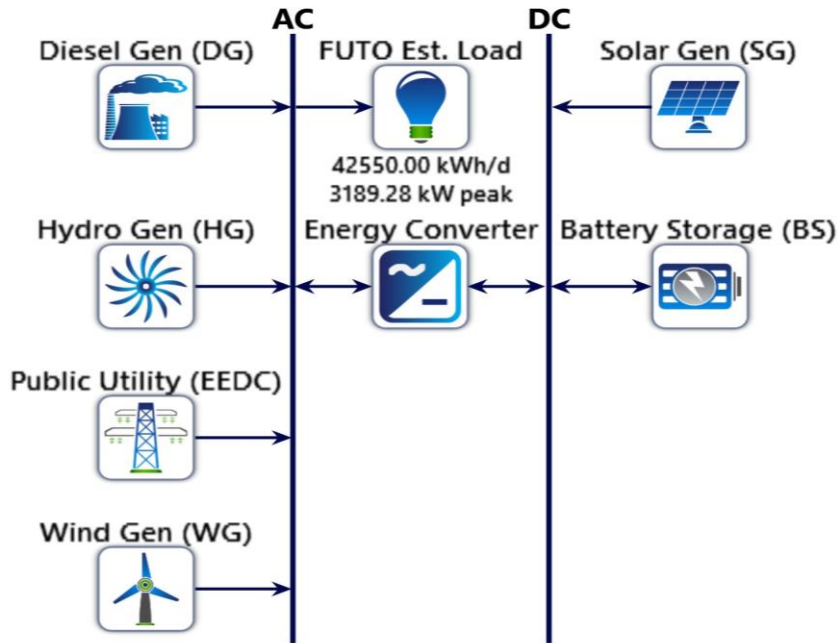 AC
DC
Diesel Gen (DG)
FUTO Est. Load
Solar Gen (SG)
42550.00 kWh/d
3189.28 kW peak
Hydro Gen (HG)
Energy Converter
Battery Storage (BS)
Public Utility (EEDC)
Wind Gen (WG)